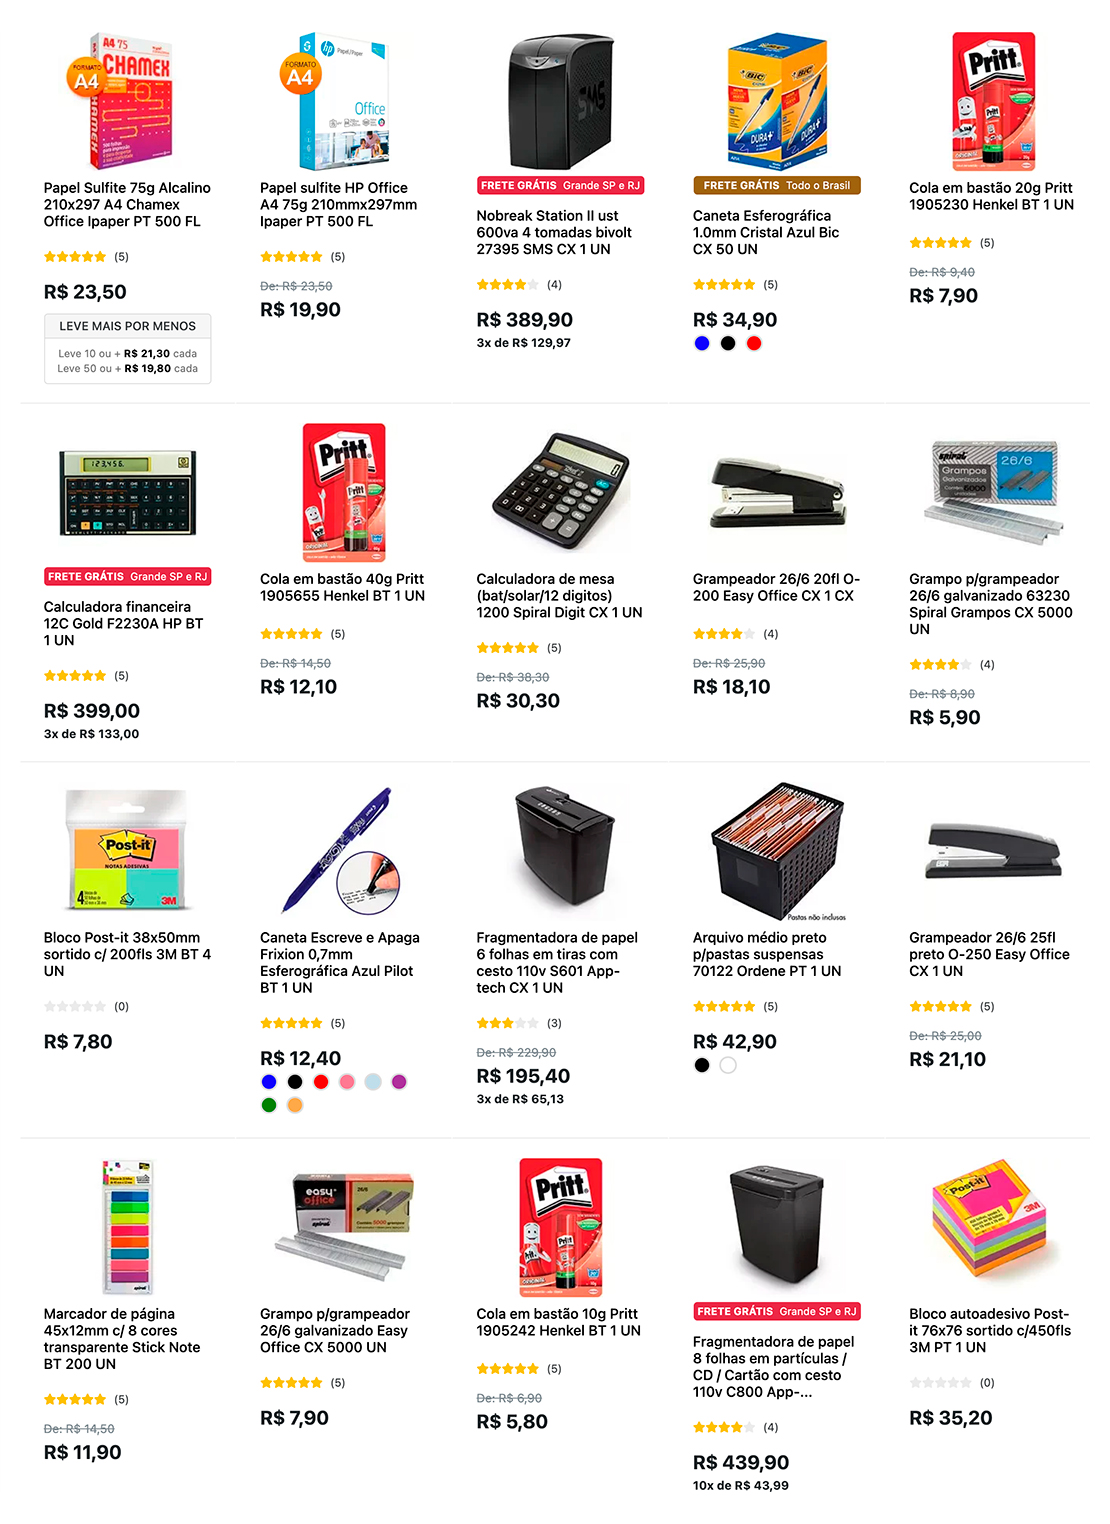 A4 75
CHAMEX
FORMATO
A4
Papel Sulfite 75g Alcalino
210x297 A4 Chamex
Office Ipaper PT 500 FL
(5)
R$ 23,50
LEVE MAIS POR MENOS
Leve 10 ou + R$ 21,30 cada
Leve 50 ou + R$ 19,80 cada
hp
Papel/Paper
FORMATO
A4
Office
Papel sulfite HP Office
A4 75g 210mmx297mm
Ipaper PT 500 FL
(5)
De: R$ 23,50
R$ 19,90
SMS
FRETE GRÁTIS Grande SP e RJ
Nobreak Station II ust
600va 4 tomadas bivolt
27395 SMS CX 1 UN
(4)
R$ 389,90
3x de R$ 129,97
BIC
DURA+
FRETE GRÁTIS Todo o Brasil
Caneta Esferográfica
1.0mm Cristal Azul Bic
CX 50 UN
(5)
R$ 34,90
Pritt
Cola em bastão 20g Pritt
1905230 Henkel BT 1 UN
(5)
De: R$ 9,40
R$ 7,90
123,456.
FRETE GRÁTIS Grande SP e RJ
Calculadora financeira
12C Gold F2230A HP BT
1 UN
(5)
R$ 399,00
3x de R$ 133,00
Pritt
Cola em bastão 40g Pritt
1905655 Henkel BT 1 UN
(5)
De: R$ 14,50
R$ 12,10
Calculadora de mesa
(bat/solar/12 digitos)
1200 Spiral Digit CX 1 UN
(5)
De: R$ 38,30
R$ 30,30
Grampeador 26/6 20fl O-
200 Easy Office CX 1 CX
(4)
De: R$ 25,90
R$ 18,10
spiral
Grampos
Galvanizados
26/6
Grampo p/grampeador
26/6 galvanizado 63230
Spiral Grampos CX 5000
UN
(4)
De: R$ 8,90
R$ 5,90
Post-it
NOTAS ADESIVAS
4
3M
Bloco Post-it 38x50mm
sortido c/ 200fls 3M BT 4
UN
(0)
R$ 7,80
Caneta Escreve e Apaga
Frixion 0,7mm
Esferográfica Azul Pilot
BT 1 UN
(5)
R$ 12,40
Fragmentadora de papel
6 folhas em tiras com
cesto 110v S601 App-
tech CX 1 UN
(3)
De: R$ 229,90
R$ 195,40
3x de R$ 65,13
Pastas não inclusas
Arquivo médio preto
p/pastas suspensas
70122 Ordene PT 1 UN
(5)
R$ 42,90
Grampeador 26/6 25fl
preto O-250 Easy Office
CX 1 UN
(5)
De: R$ 25,00
R$ 21,10
Marcador de página
45x12mm c/ 8 cores
transparente Stick Note
BT 200 UN
(5)
De: R$ 14,50
R$ 11,90
easy
office
26/6
spiral
Grampo p/grampeador
26/6 galvanizado Easy
Office CX 5000 UN
(5)
R$ 7,90
Pritt
Cola em bastão 10g Pritt
1905242 Henkel BT 1 UN
(5)
De: R$ 6,90
R$ 5,80
FRETE GRÁTIS Grande SP e RJ
Fragmentadora de papel
8 folhas em partículas /
CD / Cartão com cesto
110v C800 App-...
(4)
R$ 439,90
10x de R$ 43,99
Post-it
3M
Bloco autoadesivo Post-
it 76x76 sortido c/450fls
3M PT 1 UN
(0)
R$ 35,20